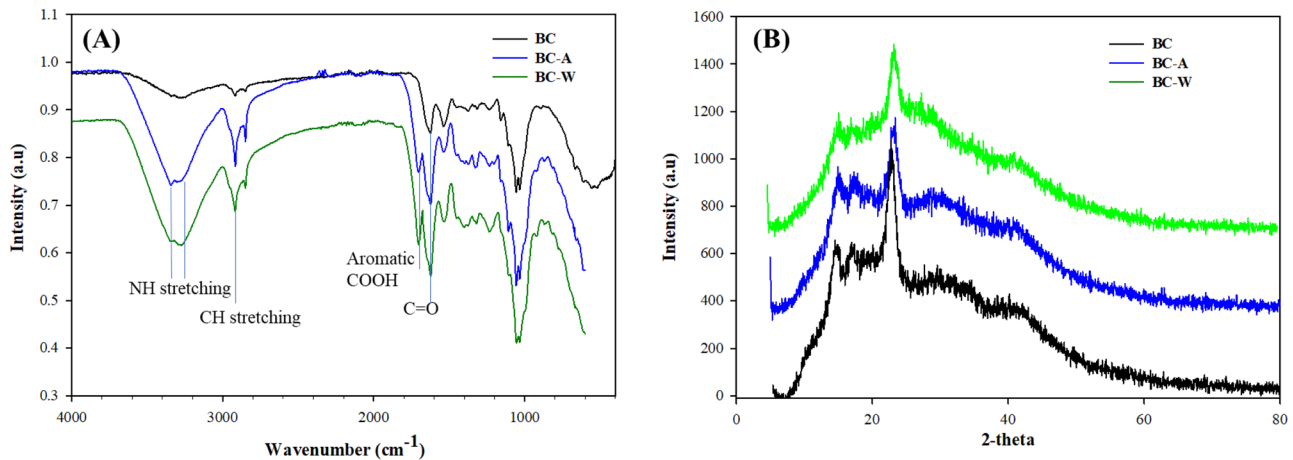 (A)
BC
BC-A
BC-W
1.1
1.0
0.9
0.8
0.7
0.6
0.5
0.4
0.3
Intensity (a.u)
NH stretching
CH stretching
Aromatic
COOH
C=O
4000
3000
2000
1000
Wavenumber (cm⁻¹)
(B)
BC
BC-A
BC-W
1600
1400
1200
1000
800
600
400
200
0
Intensity (a.u)
0
20
40
60
80
2-theta